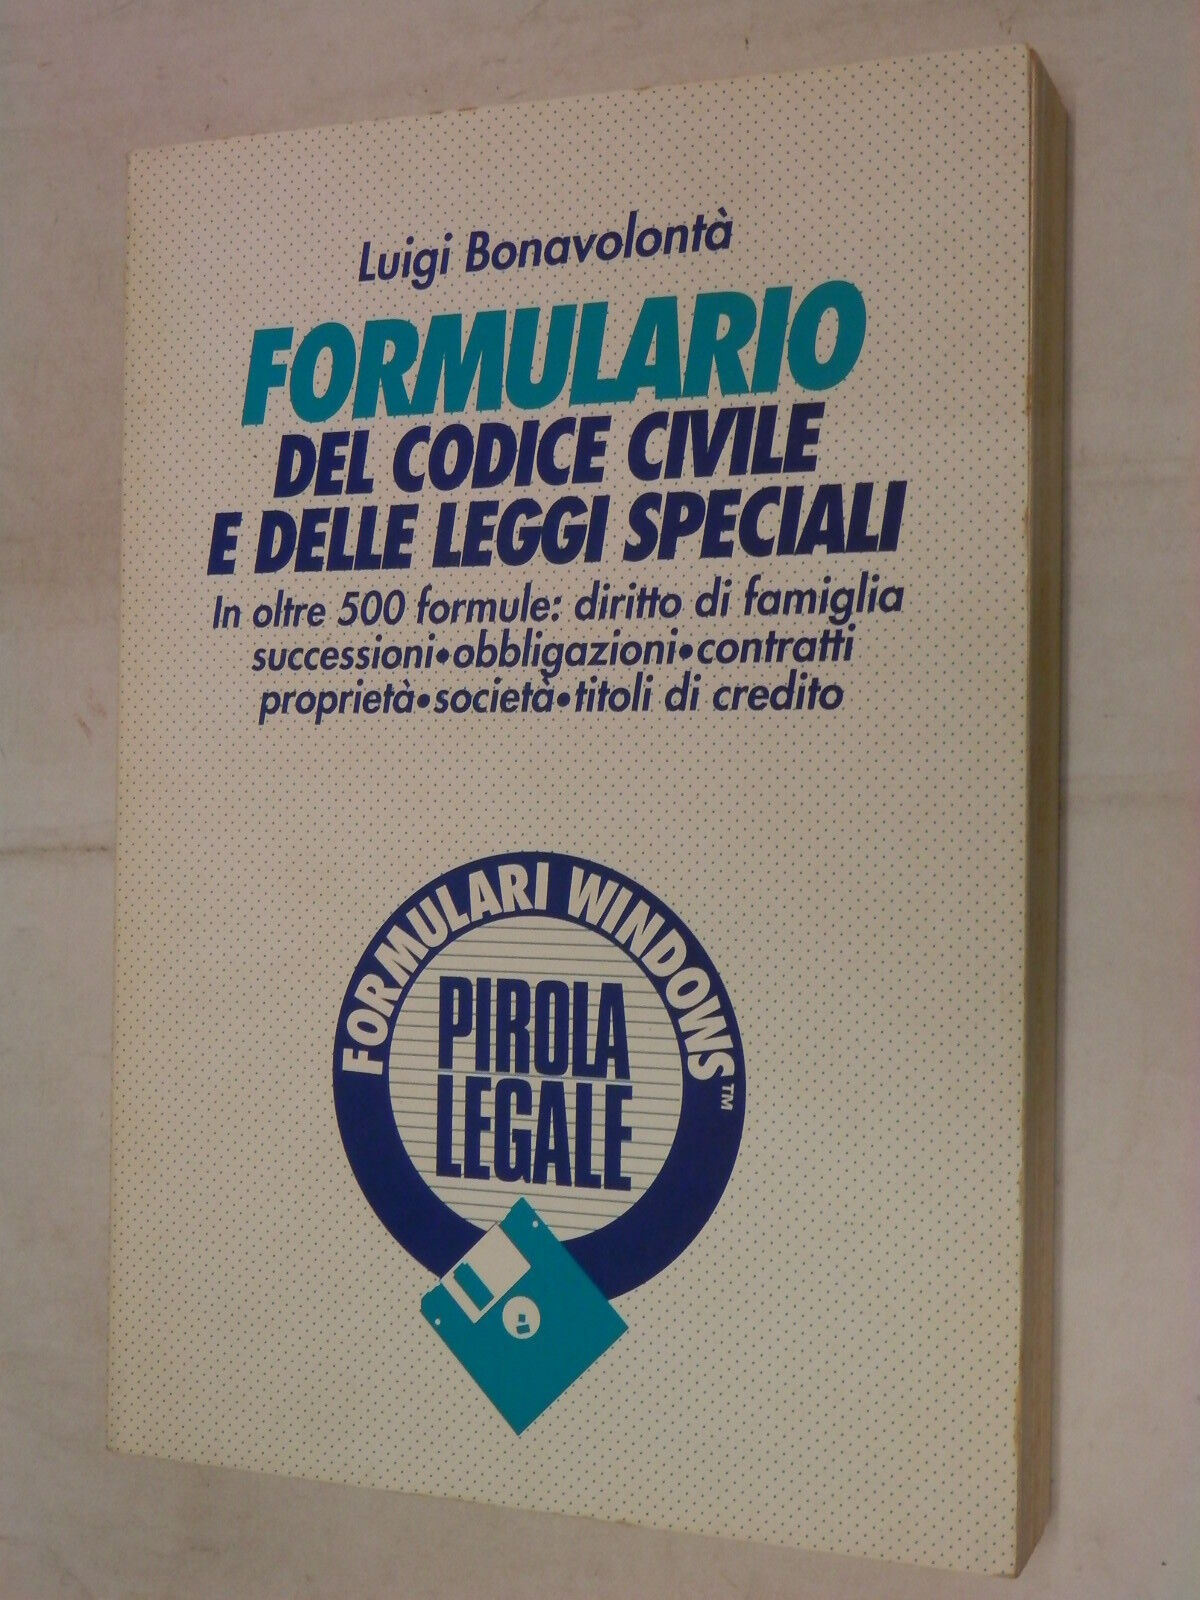 Luigi Bonavolontà
FORMULARIO
DEL CODICE CIVILE
E DELLE LEGGI SPECIALI
In oltre 500 formule: diritto di famiglia
successioni•obbligazioni•contratti
proprietà•società•titoli di credito
FORMULARI WINDOWS™
PIROLA
LEGALE